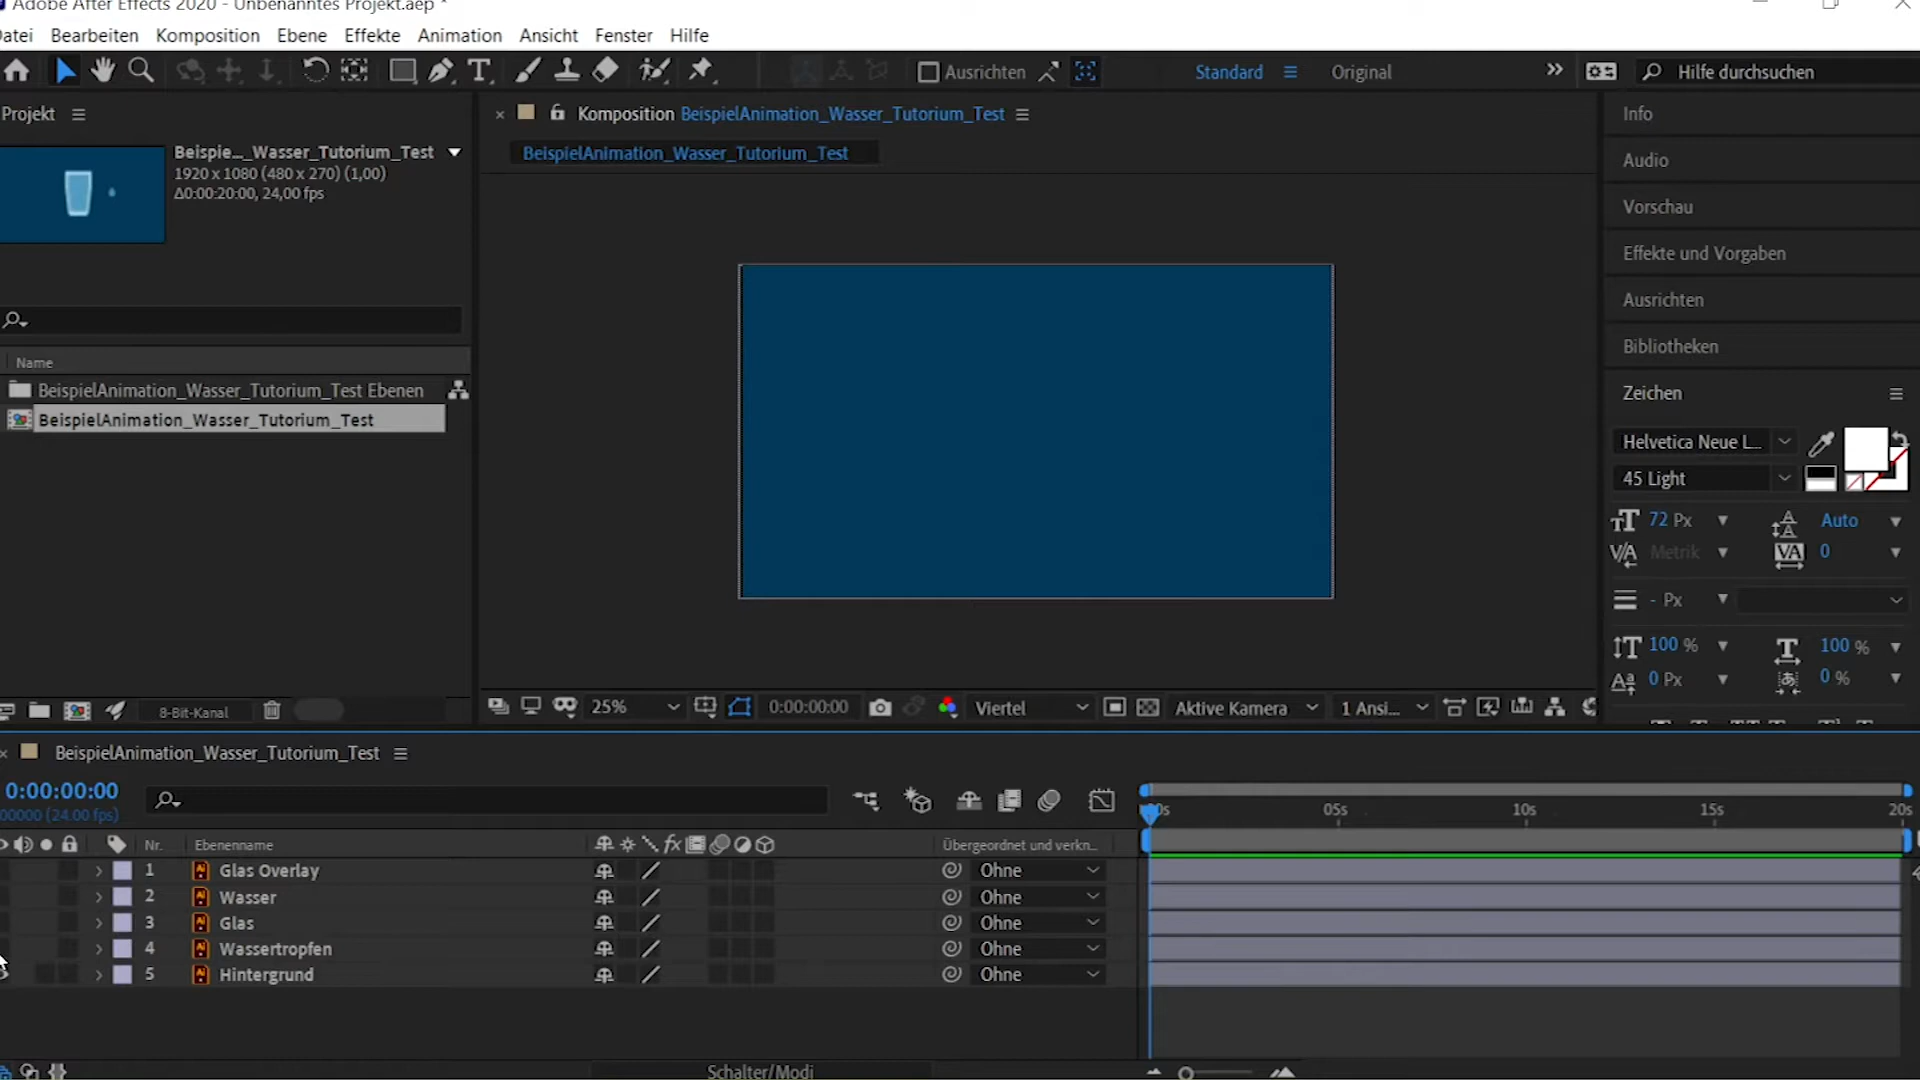 Adobe After Effects 2020 - Unbenanntes Projekt.aep *
Datei Bearbeiten Komposition Ebene Effekte Animation Ansicht Fenster Hilfe
Ausrichten Standard Original Hilfe durchsuchen
Projekt
Komposition BeispielAnimation_Wasser_Tutorium_Test
BeispielAnimation_Wasser_Tutorium_Test
Beispie..._Wasser_Tutorium_Test
1920 x 1080 (480 x 270) (1,00)
Δ0:00:20:00, 24,00 fps
Name
BeispielAnimation_Wasser_Tutorium_Test Ebenen
BeispielAnimation_Wasser_Tutorium_Test
8-Bit-Kanal
25% 0:00:00:00 Viertel Aktive Kamera 1 Ansi...
Info
Audio
Vorschau
Effekte und Vorgaben
Ausrichten
Bibliotheken
Zeichen
Helvetica Neue L...
45 Light
72 Px Auto
Metrik 0
- Px
100 % 100 %
0 Px 0 %
BeispielAnimation_Wasser_Tutorium_Test
0:00:00:00
00000 (24.00 fps)
05s 10s 15s 20s
Nr. Ebenenname Übergeordnet und verkn...
1 Glas Overlay Ohne
2 Wasser Ohne
3 Glas Ohne
4 Wassertropfen Ohne
5 Hintergrund Ohne
Schalter/Modi